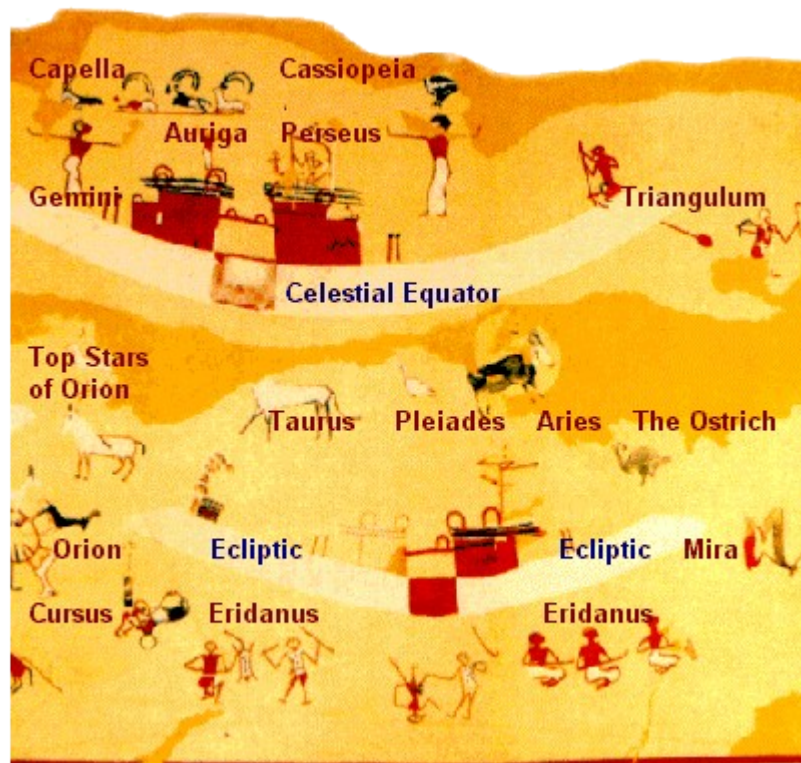 Capella
Cassiopeia
Auriga
Perseus
Gemini
Triangulum
Celestial Equator
Top Stars
of Orion
Taurus
Pleiades
Aries
The Ostrich
Orion
Ecliptic
Ecliptic
Mira
Cursus
Eridanus
Eridanus